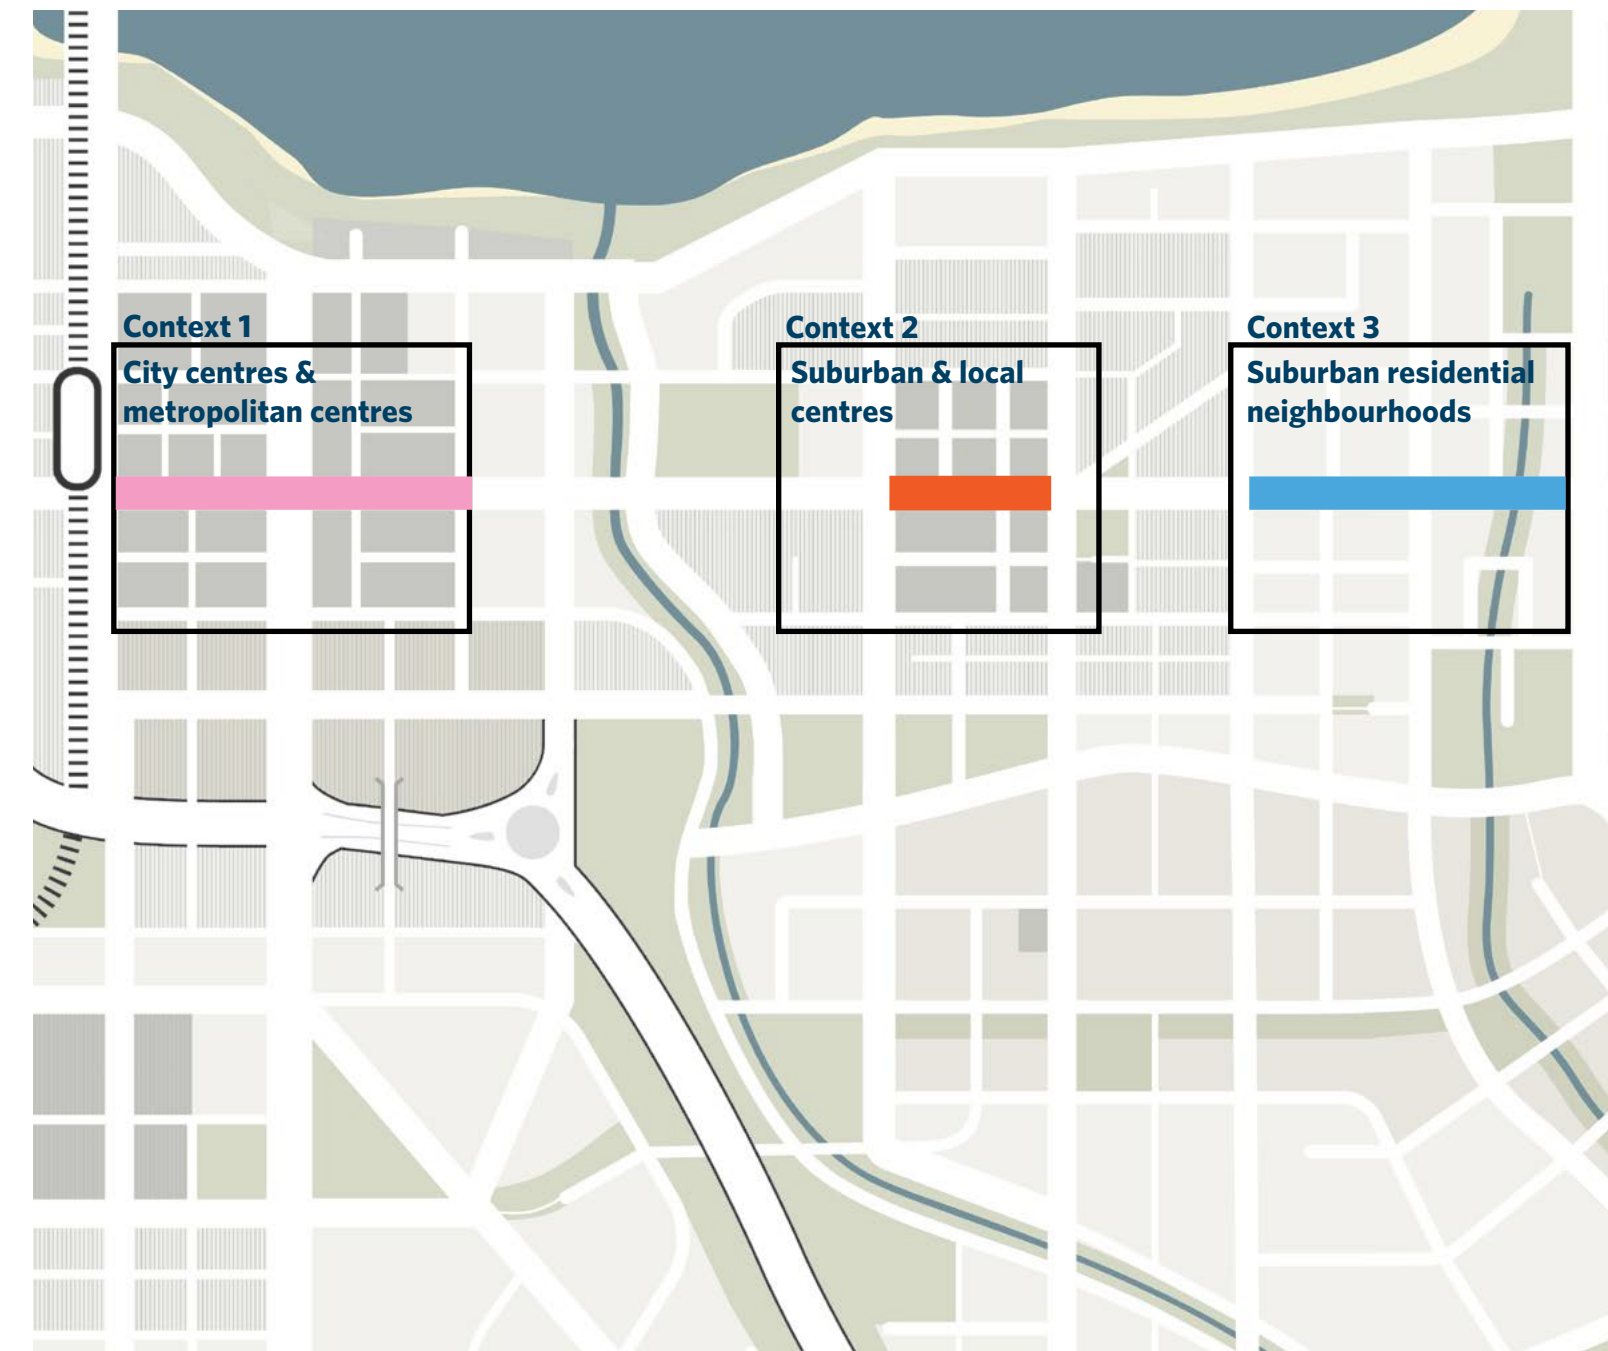 Context 1
City centres &
metropolitan centres
Context 2
Suburban & local
centres
Context 3
Suburban residential
neighbourhoods